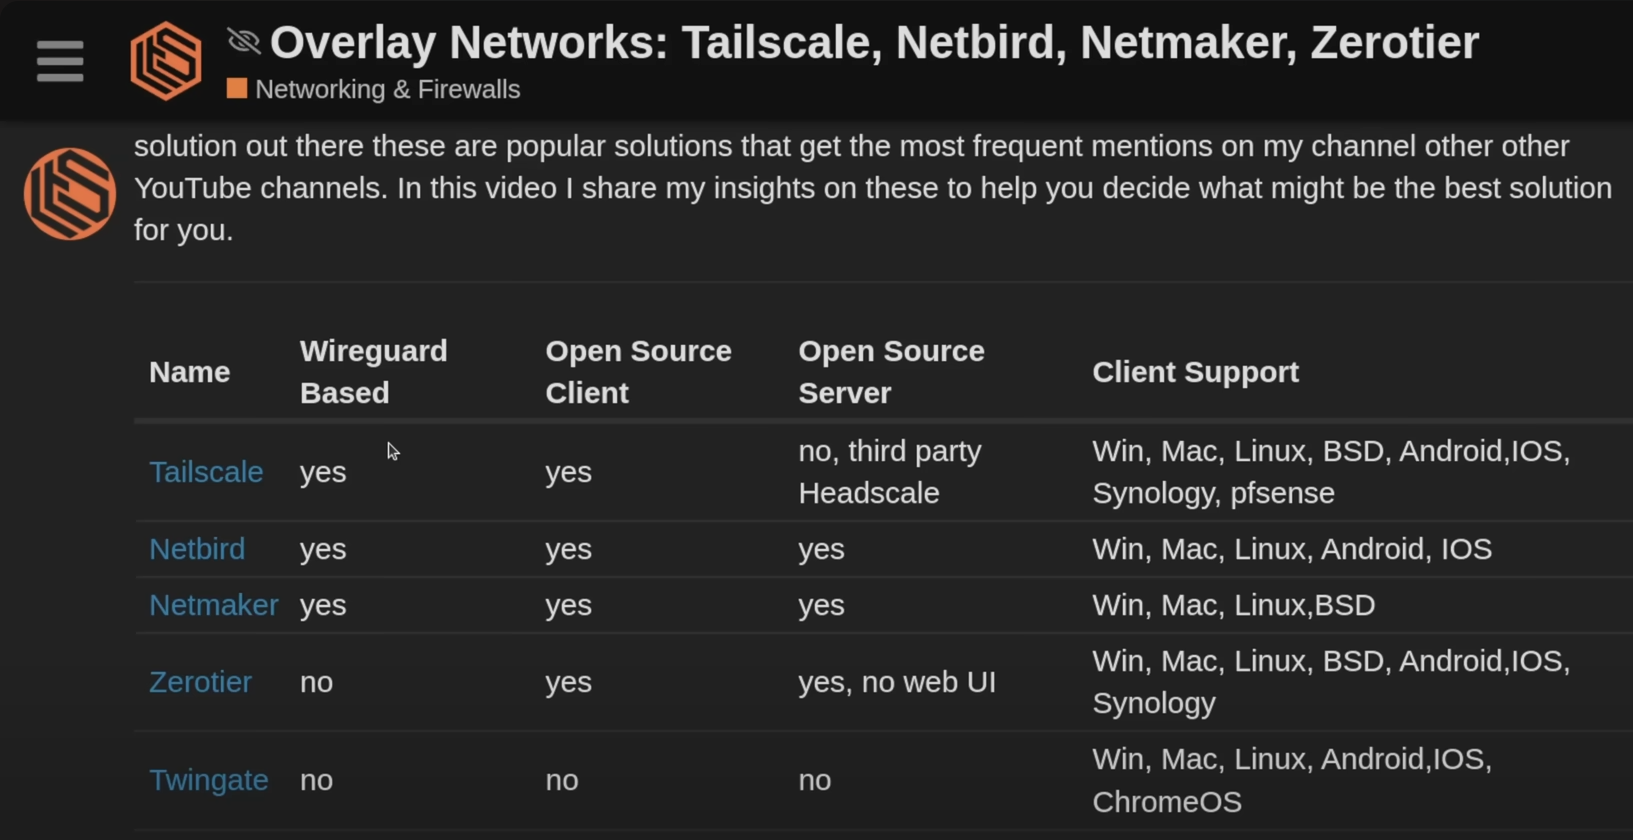 Overlay Networks: Tailscale, Netbird, Netmaker, Zerotier
Networking & Firewalls
solution out there these are popular solutions that get the most frequent mentions on my channel other other
YouTube channels. In this video I share my insights on these to help you decide what might be the best solution
for you.
Name Wireguard Based Open Source Client Open Source Server Client Support
Tailscale yes yes no, third party Headscale Win, Mac, Linux, BSD, Android,IOS, Synology, pfsense
Netbird yes yes yes Win, Mac, Linux, Android, IOS
Netmaker yes yes yes Win, Mac, Linux,BSD
Zerotier no yes yes, no web UI Win, Mac, Linux, BSD, Android,IOS, Synology
Twingate no no no Win, Mac, Linux, Android,IOS, ChromeOS